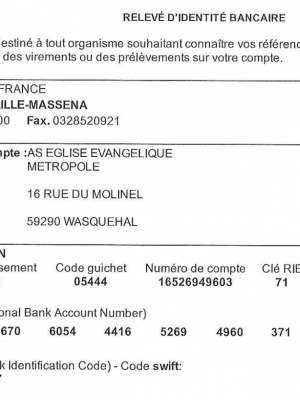 RELEVÉ D'IDENTITÉ BANCAIRE
estiné à tout organisme souhaitant connaître vos référenc
des virements ou des prélèvements sur votre compte.
FRANCE
ILLE-MASSENA
00 Fax. 0328520921
mpte : AS EGLISE EVANGELIQUE
METROPOLE
16 RUE DU MOLINEL
59290 WASQUEHAL
N
sement Code guichet Numéro de compte Clé RIB
05444 16526949603 71
onal Bank Account Number)
670 6054 4416 5269 4960 371
k Identification Code) - Code swift: